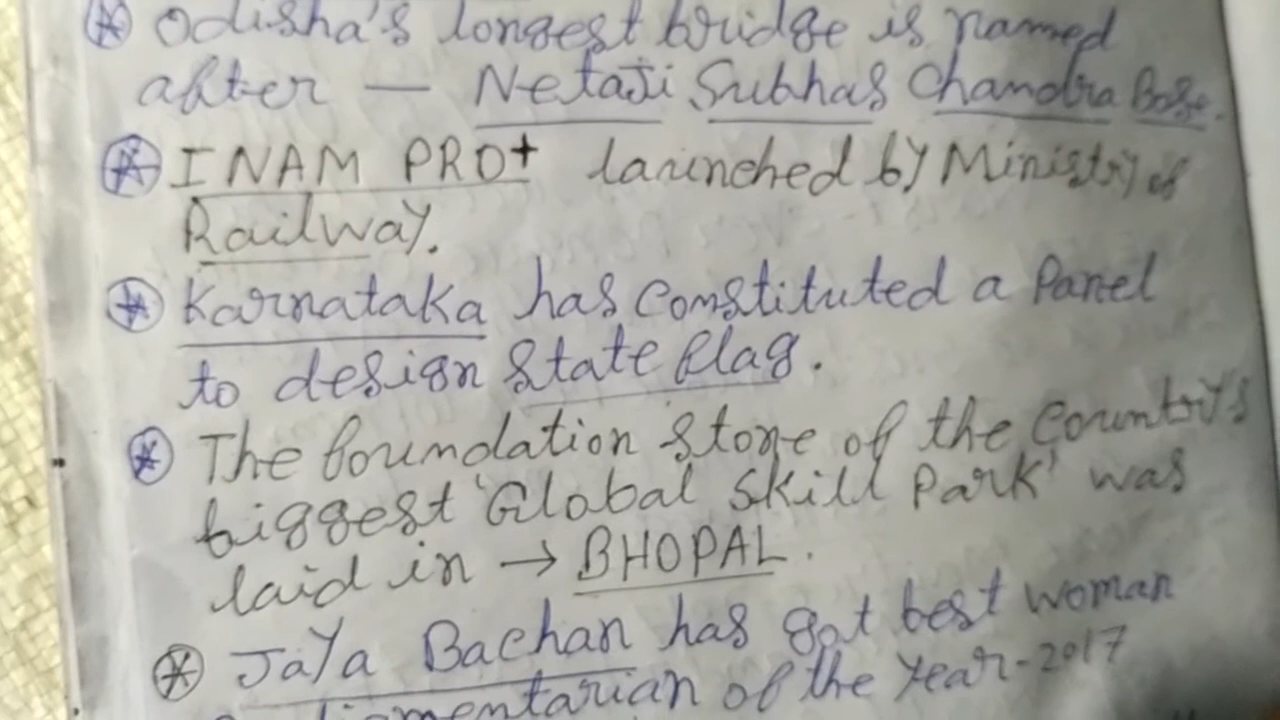 Odisha's longest bridge is named
after — Netaji Subhas Chandra Bose.
INAM PRO+ launched by Ministry of
Railway.
Karnataka has constituted a Panel
to design State flag.
The foundation stone of the Country's
biggest 'Global Skill Park' was
laid in → BHOPAL.
Jaya Bachan has got best woman
of the Year-2017